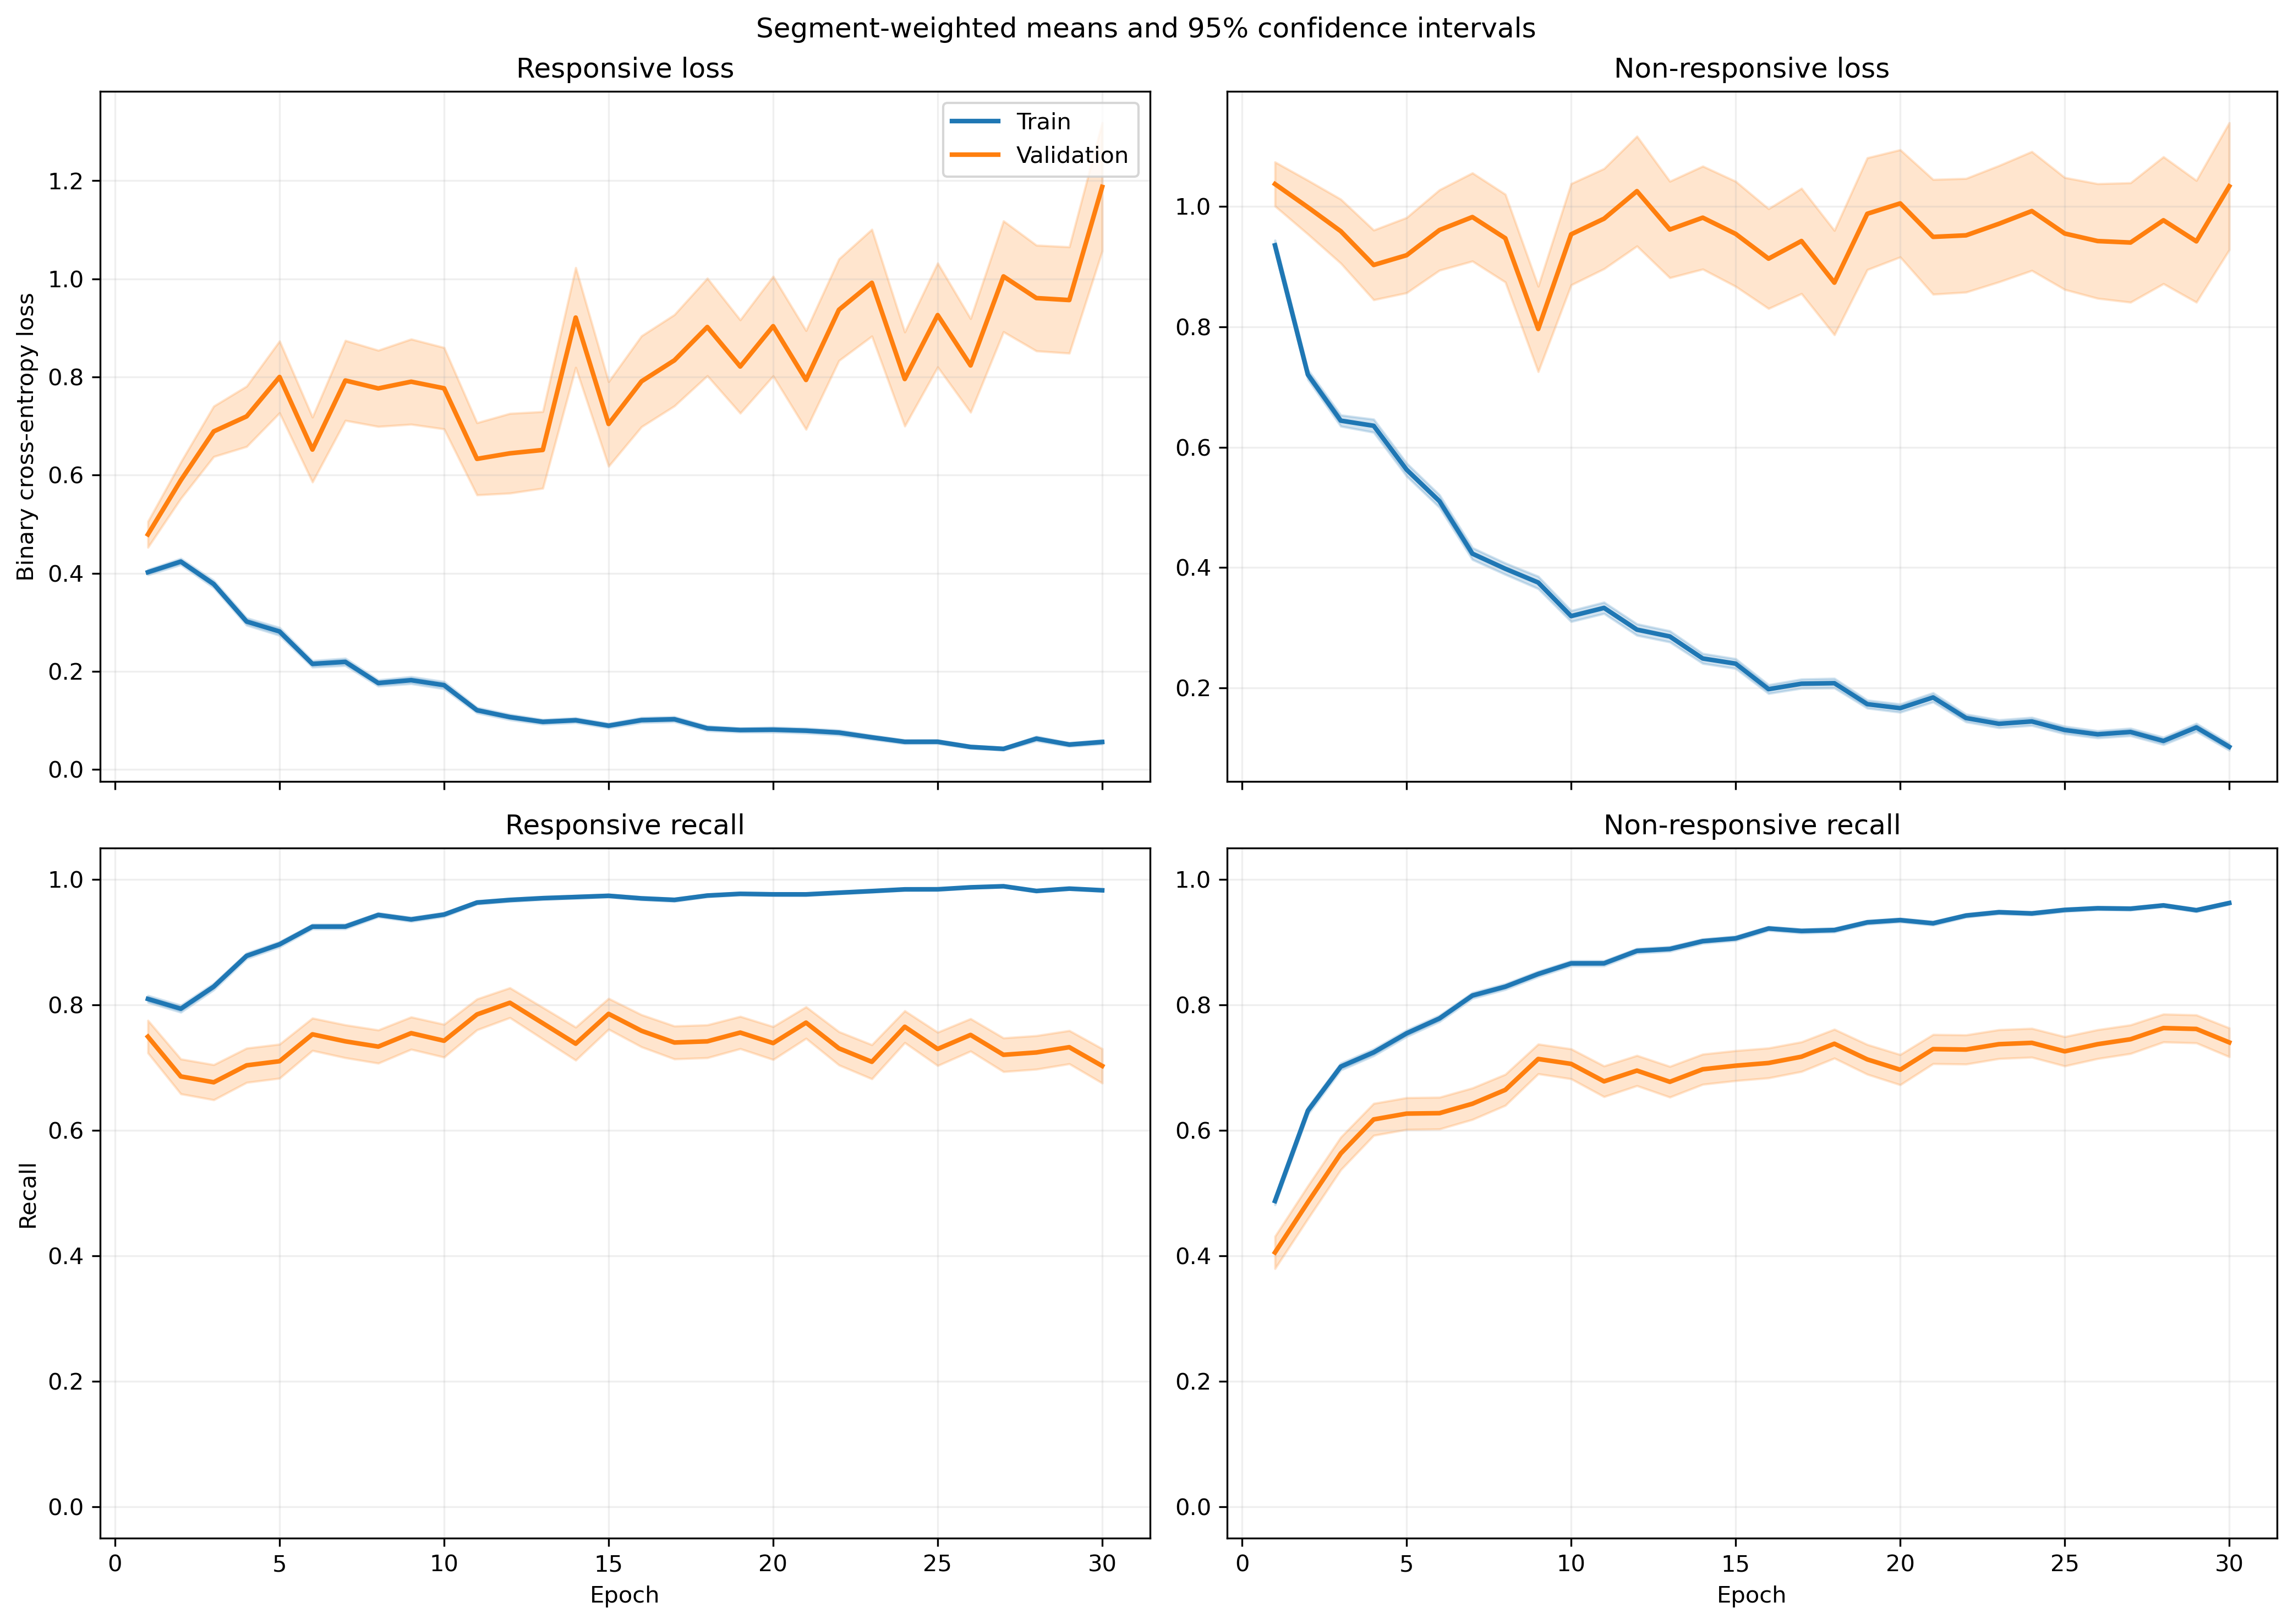 Segment-weighted means and 95% confidence intervals
Responsive loss
Non-responsive loss
Train
Validation
Binary cross-entropy loss
1.2
1.0
0.8
0.6
0.4
0.2
0.0
1.0
0.8
0.6
0.4
0.2
Responsive recall
Non-responsive recall
Recall
1.0
0.8
0.6
0.4
0.2
0.0
1.0
0.8
0.6
0.4
0.2
0.0
0 5 10 15 20 25 30
0 5 10 15 20 25 30
Epoch
Epoch